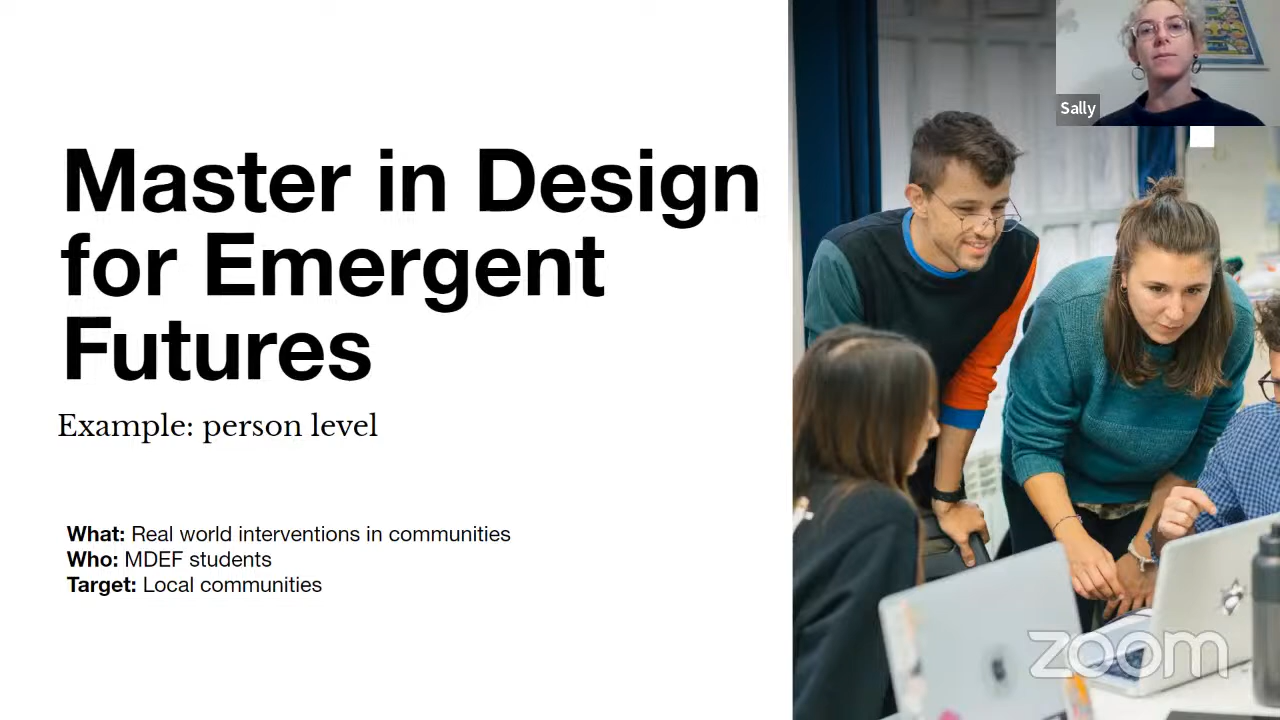 Master in Design
for Emergent
Futures
Example: person level
What: Real world interventions in communities
Who: MDEF students
Target: Local communities
Sally
zoom